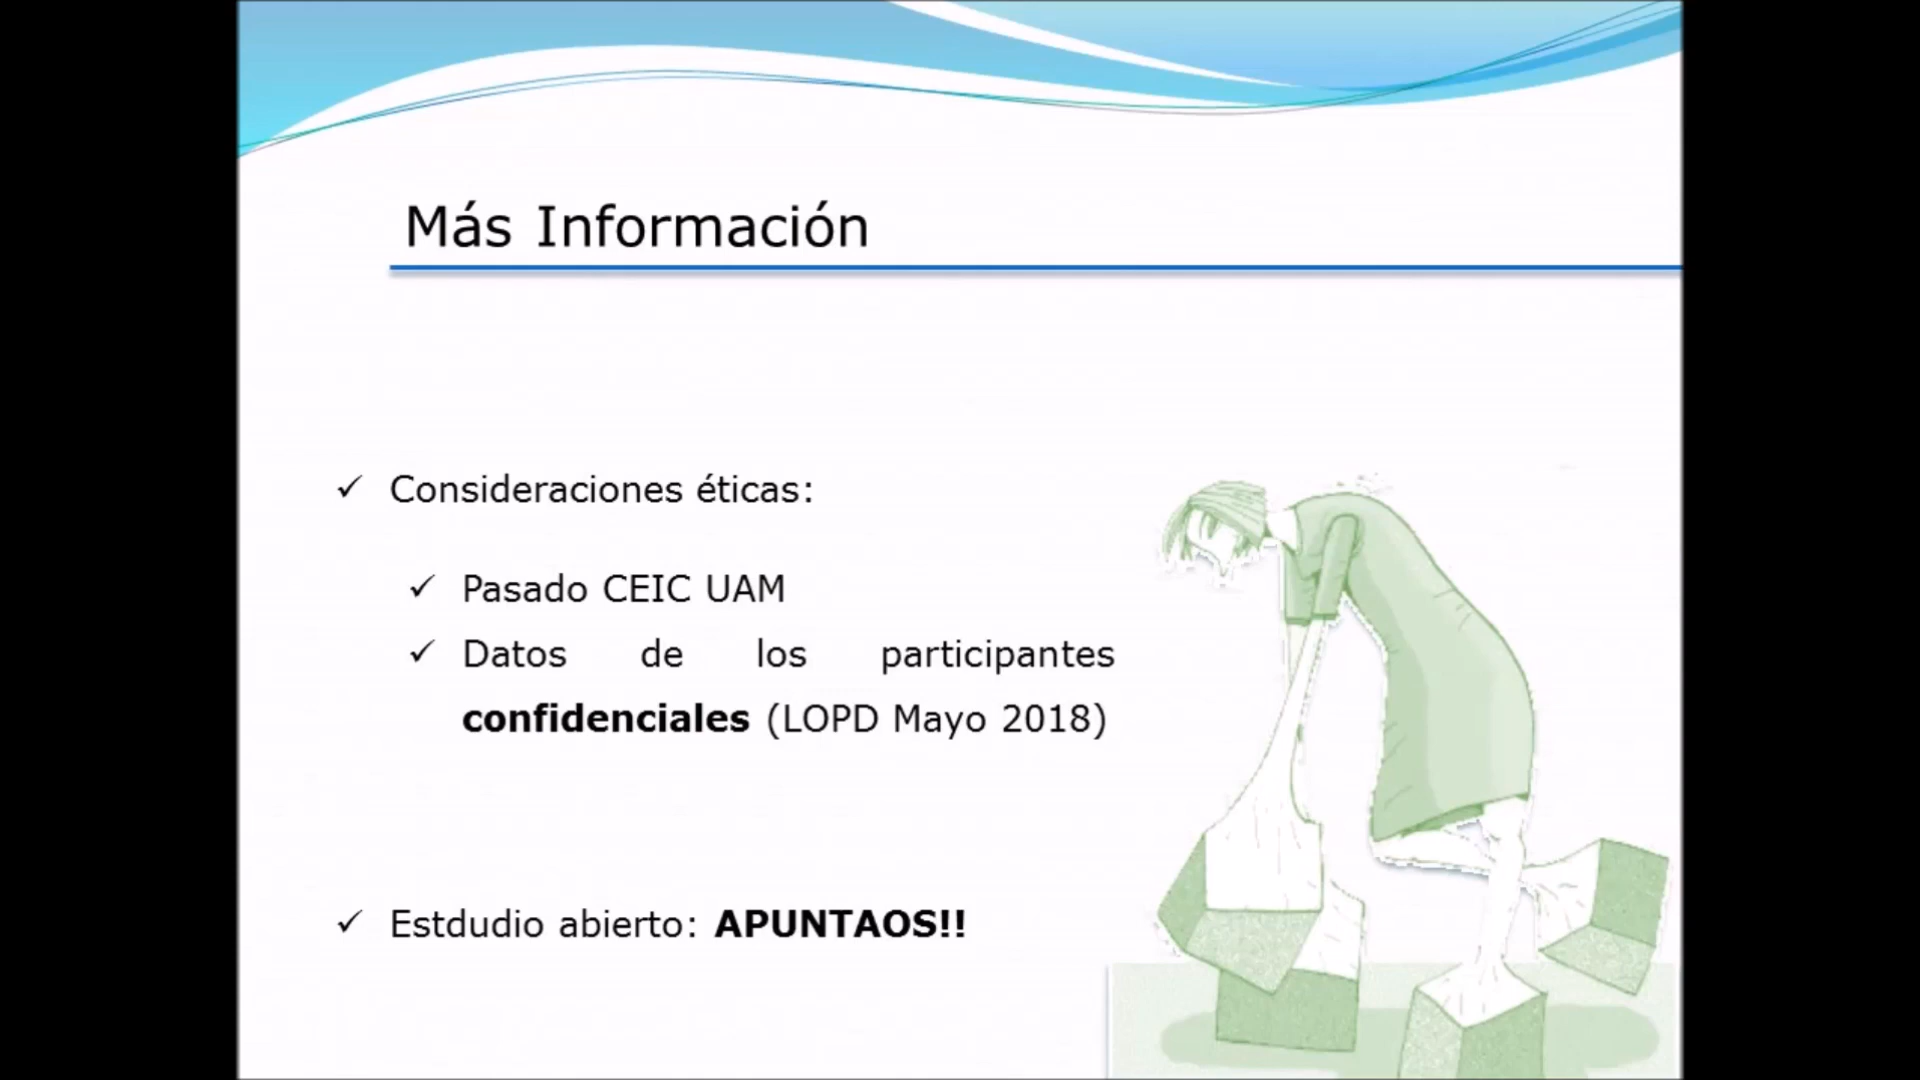 Más Información
✓ Consideraciones éticas:
✓ Pasado CEIC UAM
✓ Datos de los participantes
confidenciales (LOPD Mayo 2018)
✓ Estdudio abierto: APUNTAOS!!